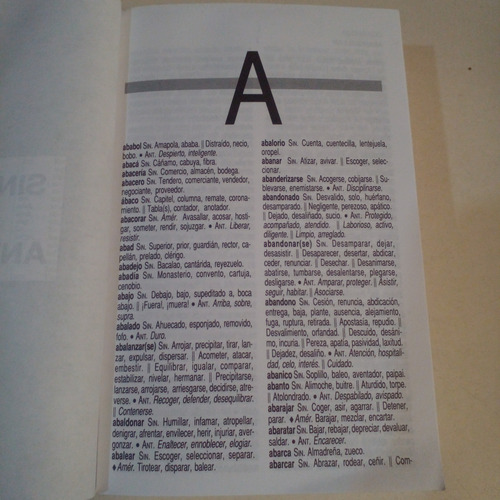 A
ababol SIN. Amapola, ababa. || Distraído, necio,
bobo. ♦ ANT. Despierto, inteligente.
abacá SIN. Cáñamo, cabuya, fibra.
abacería SIN. Comercio, almacén, bodega.
abacero SIN. Tendero, comerciante, vendedor,
negociante, proveedor.
ábaco SIN. Capitel, columna, remate, corona-
miento. || Tabla(s), contador, anotador.
abacorar SIN. Amér. Avasallar, acosar, hosti-
gar, someter, rendir, sojuzgar. ♦ ANT. Liberar,
resistir.
abad SIN. Superior, prior, guardián, rector, ca-
pellán, prelado, clérigo.
abadejo SIN. Bacalao, cantárida, reyezuelo.
abadía SIN. Monasterio, convento, cartuja,
cenobio.
abajo SIN. Debajo, bajo, supeditado a, boca
abajo. || ¡Fuera!, ¡muera! ♦ ANT. Arriba, sobre,
supra.
abalado SIN. Ahuecado, esponjado, removido,
fofo. ♦ ANT. Duro.
abalanzar(se) SIN. Arrojar, precipitar, tirar, lan-
zar, expulsar, dispersar. || Acometer, atacar,
embestir. || Equilibrar, igualar, comparar,
estabilizar, nivelar, hermanar. || Precipitarse,
lanzarse, arrojarse, arriesgarse, decidirse, atre-
verse. ♦ ANT. Recoger, defender, desequilibrar.
|| Contenerse.
abaldonar SIN. Humillar, infamar, atropellar,
denigrar, afrentar, envilecer, herir, injuriar, aver-
gonzar. ♦ ANT. Enaltecer, ennoblecer, elogiar.
abalear SIN. Escoger, seleccionar, separar.
♦ Amér. Tirotear, disparar, balear.
abalorio SIN. Cuenta, cuentecilla, lentejuela,
oropel.
abanar SIN. Atizar, avivar. || Escoger, selec-
cionar.
abanderizarse SIN. Acogerse, cobijarse. || Su-
blevarse, enemistarse. ♦ ANT. Disciplinarse.
abandonado SIN. Desvalido, solo, huérfano,
desamparado. || Negligente, perezoso, apático.
|| Dejado, desaliñado, sucio. ♦ ANT. Protegido,
acompañado, atendido. || Laborioso, activo,
diligente. || Limpio, arreglado.
abandonar(se) SIN. Desamparar, dejar,
desasistir. || Desaparecer, desertar, abdicar,
ceder, renunciar. || Desechar. || Desanimarse,
abatirse, tumbarse, desalentarse, plegarse,
desligarse. ♦ ANT. Amparar, proteger. || Asistir,
seguir, habitar. || Asociarse.
abandono SIN. Cesión, renuncia, abdicación,
entrega, baja, plante, ausencia, alejamiento,
fuga, ruptura, retirada. || Apostasía, repudio. ||
Desvalimiento, orfandad. || Descuido, desáni-
mo, incuria. || Pereza, apatía, pasividad, laxitud.
|| Dejadez, desaliño. ♦ ANT. Atención, hospitali-
dad, celo, interés. || Cuidado.
abanico SIN. Sopillo, baleo, aventador, paipai.
abanto SIN. Alimoche, buitre. || Aturdido, torpe.
|| Atolondrado. ♦ ANT. Despabilado, avispado.
abarajar SIN. Coger, asir, agarrar. || Detener,
parar. ♦ Amér. Barajar, mezclar, encartar.
abaratar SIN. Bajar, rebajar, depreciar, devaluar,
saldar. ♦ ANT. Encarecer.
abarca SIN. Almadreña, zueco.
abarcar SIN. Abrazar, rodear, ceñir. || Com-